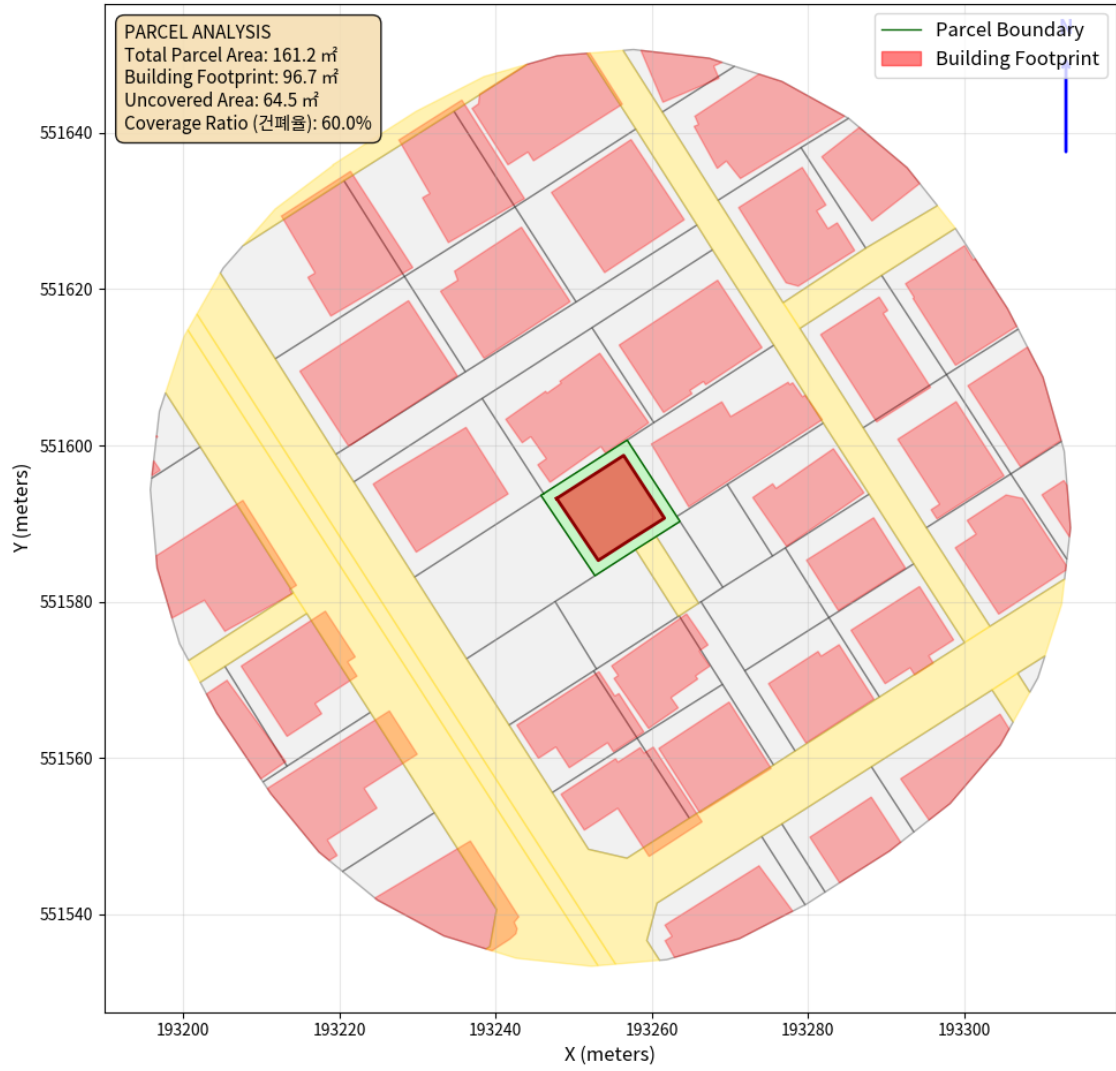 PARCEL ANALYSIS
Total Parcel Area: 161.2 ㎡
Building Footprint: 96.7 ㎡
Uncovered Area: 64.5 ㎡
Coverage Ratio (건폐율): 60.0%
Parcel Boundary
Building Footprint
N
551640
551620
551600
551580
551560
551540
Y (meters)
193200
193220
193240
193260
193280
193300
X (meters)